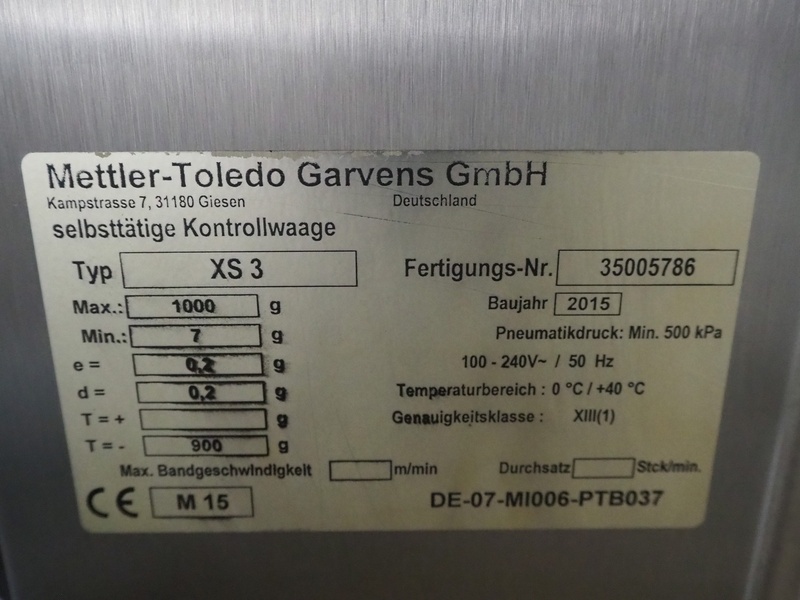 Mettler-Toledo Garvens GmbH
Kampstrasse 7, 31180 Giesen Deutschland
selbsttätige Kontrollwaage
Typ XS 3 Fertigungs-Nr. 35005786
Max.: 1000 g Baujahr 2015
Min.: 7 g Pneumatikdruck: Min. 500 kPa
e = 0,2 g 100 - 240V~ / 50 Hz
d = 0,2 g Temperaturbereich : 0 °C / +40 °C
T = + g Genauigkeitsklasse : XIII(1)
T = - 900 g
Max. Bandgeschwindigkeit m/min Durchsatz Stck/min.
CE M 15 DE-07-MI006-PTB037